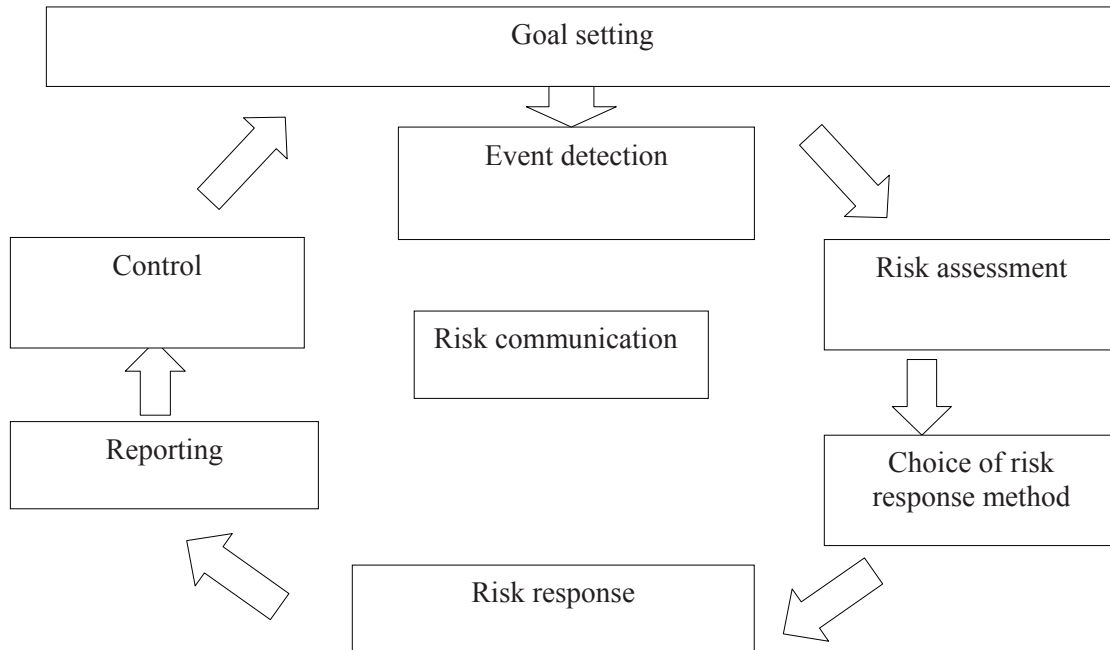 Goal setting
Event detection
Control
Risk assessment
Risk communication
Reporting
Choice of risk
response method
Risk response